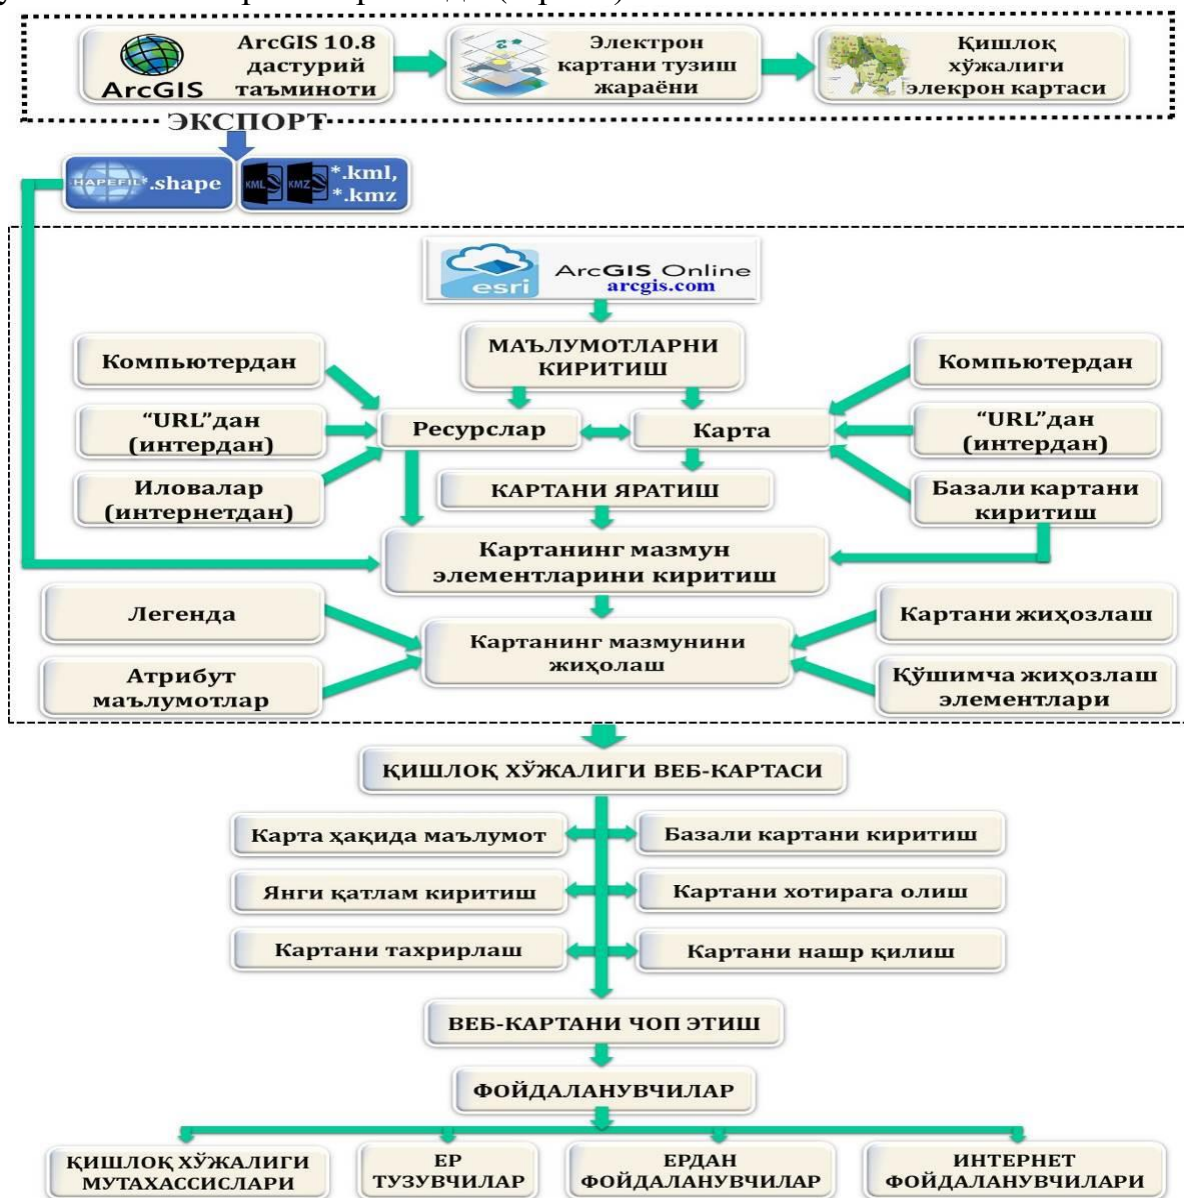 ArcGIS
ArcGIS 10.8
дастурий
таъминоти
Электрон
картани тузиш
жараёни
Қишлоқ
хўжалиги
элекрон картаси
ЭКСПОРТ
*.shape
KML
KMZ
*.kml,
*.kmz
esri
ArcGIS Online
arcgis.com
МАЪЛУМОТЛАРНИ
КИРИТИШ
Компьютердан
Компьютердан
“URL”дан
(интердан)
Ресурслар
Карта
“URL”дан
(интердан)
Иловалар
(интернетдан)
КАРТАНИ ЯРАТИШ
Базали картани
киритиш
Картанинг мазмун
элементларини киритиш
Легенда
Картани жиҳозлаш
Картанинг мазмунини
жиҳолаш
Атрибут
маълумотлар
Қўшимча жиҳозлаш
элементлари
ҚИШЛОҚ ХЎЖАЛИГИ ВЕБ-КАРТАСИ
Карта ҳақида маълумот
Базали картани киритиш
Янги қатлам киритиш
Картани хотирага олиш
Картани тахрирлаш
Картани нашр қилиш
ВЕБ-КАРТАНИ ЧОП ЭТИШ
ФОЙДАЛАНУВЧИЛАР
ҚИШЛОҚ ХЎЖАЛИГИ
МУТАХАССИСЛАРИ
ЕР
ТУЗУВЧИЛАР
ЕРДАН
ФОЙДАЛАНУВЧИЛАР
ИНТЕРНЕТ
ФОЙДАЛНУВЧИЛАРИ